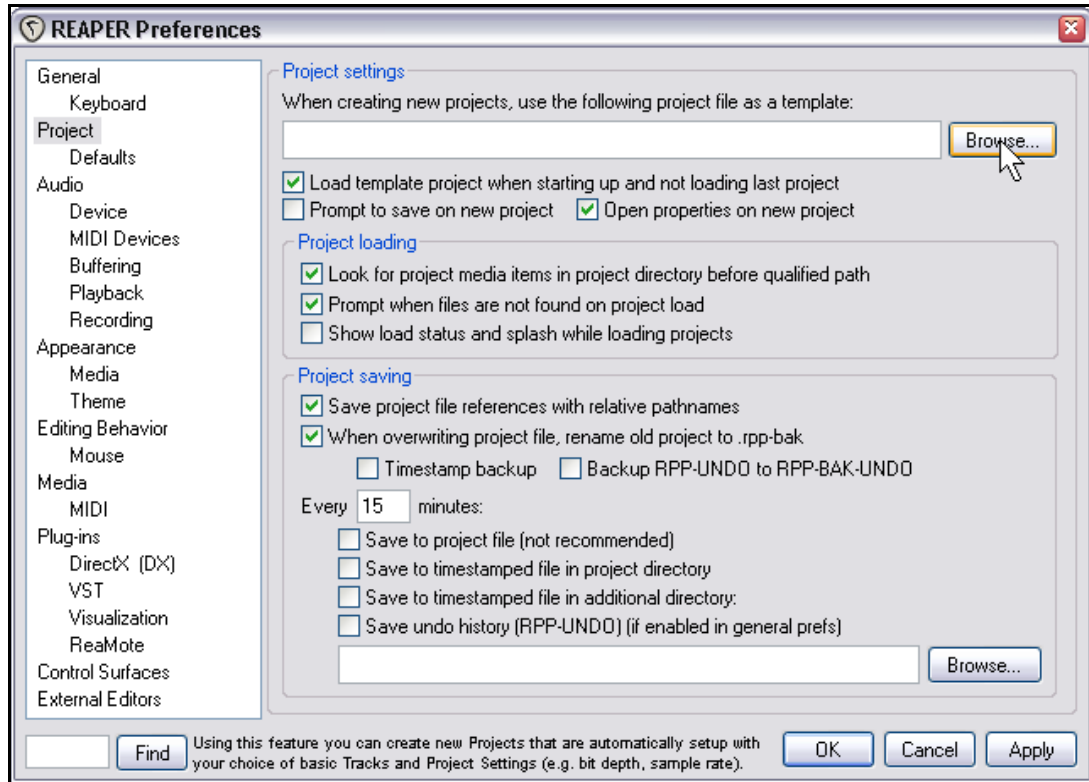 REAPER Preferences
General
Keyboard
Project
Defaults
Audio
Device
MIDI Devices
Buffering
Playback
Recording
Appearance
Media
Theme
Editing Behavior
Mouse
Media
MIDI
Plug-ins
DirectX (DX)
VST
Visualization
ReaMote
Control Surfaces
External Editors
Project settings
When creating new projects, use the following project file as a template:
Browse...
Load template project when starting up and not loading last project
Prompt to save on new project Open properties on new project
Project loading
Look for project media items in project directory before qualified path
Prompt when files are not found on project load
Show load status and splash while loading projects
Project saving
Save project file references with relative pathnames
When overwriting project file, rename old project to .rpp-bak
Timestamp backup Backup RPP-UNDO to RPP-BAK-UNDO
Every 15 minutes:
Save to project file (not recommended)
Save to timestamped file in project directory
Save to timestamped file in additional directory:
Save undo history (RPP-UNDO) (if enabled in general prefs)
Browse...
Find
Using this feature you can create new Projects that are automatically setup with
your choice of basic Tracks and Project Settings (e.g. bit depth, sample rate).
OK Cancel Apply